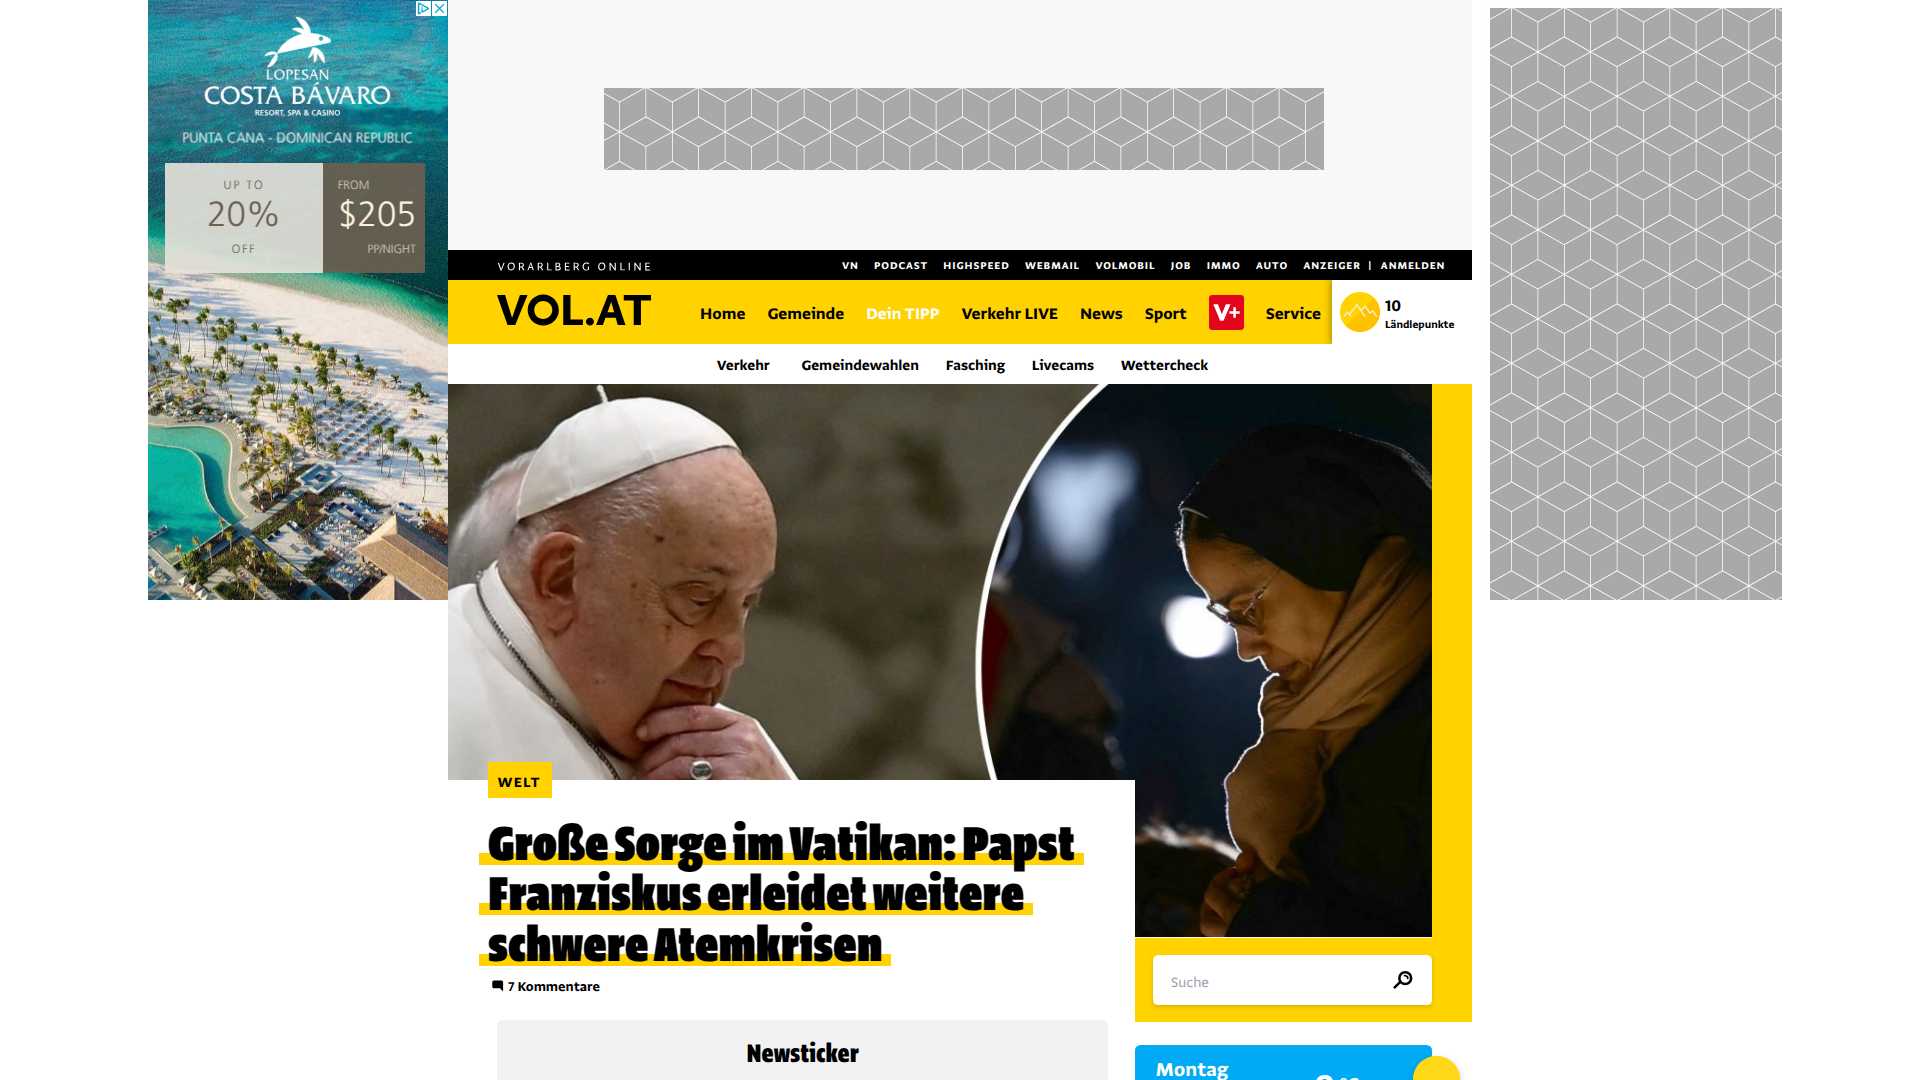 LOPESAN
COSTA BÁVARO
RESORT, SPA & CASINO
PUNTA CANA - DOMINICAN REPUBLIC
UP TO
20%
OFF
FROM
$205
PP/NIGHT
VORARLBERG ONLINE
VN PODCAST HIGHSPEED WEBMAIL VOLMOBIL JOB IMMO AUTO ANZEIGER | ANMELDEN
VOL.AT
Home Gemeinde Dein TIPP Verkehr LIVE News Sport V+ Service
10
Ländlepunkte
Verkehr Gemeindewahlen Fasching Livecams Wettercheck
WELT
Große Sorge im Vatikan: Papst
Franziskus erleidet weitere
schwere Atemkrisen
7 Kommentare
Suche
Newsticker
Montag